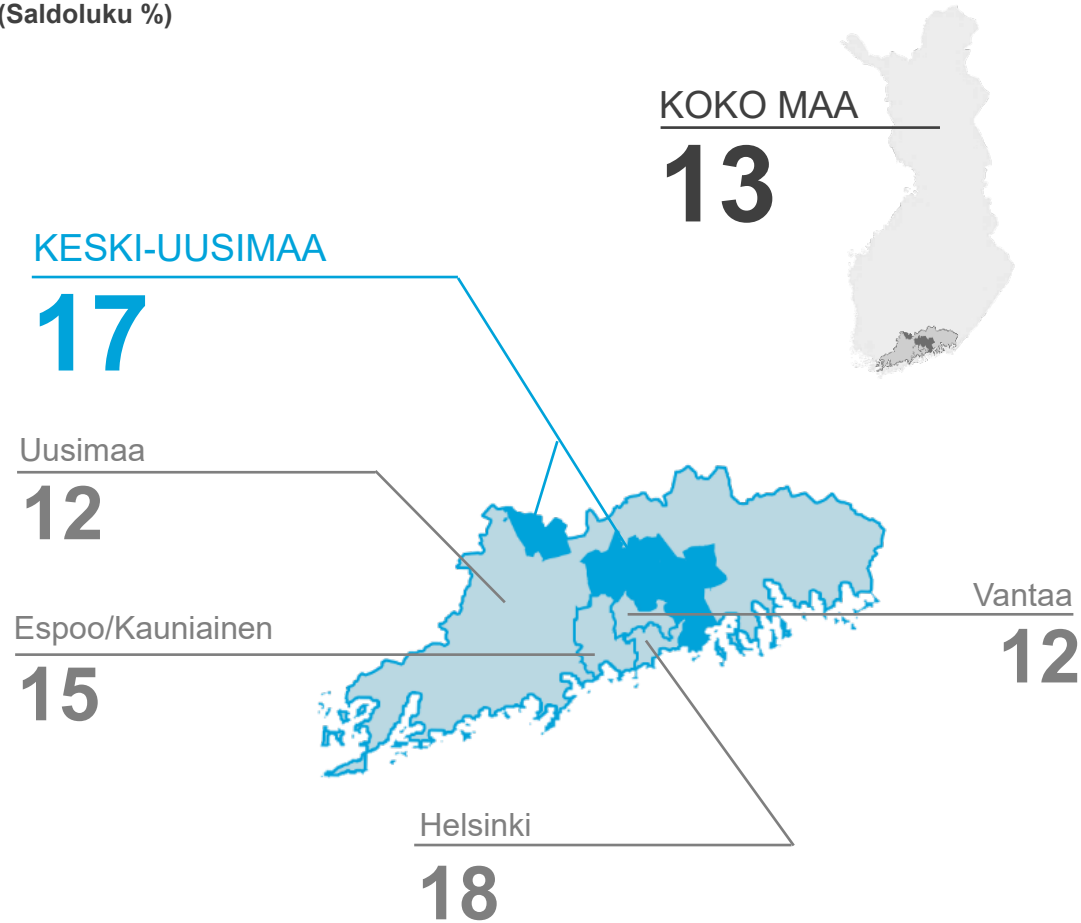 (Saldoluku %)
KOKO MAA
13
KESKI-UUSIMAA
17
Uusimaa
12
Espoo/Kauniainen
15
Vantaa
12
Helsinki
18